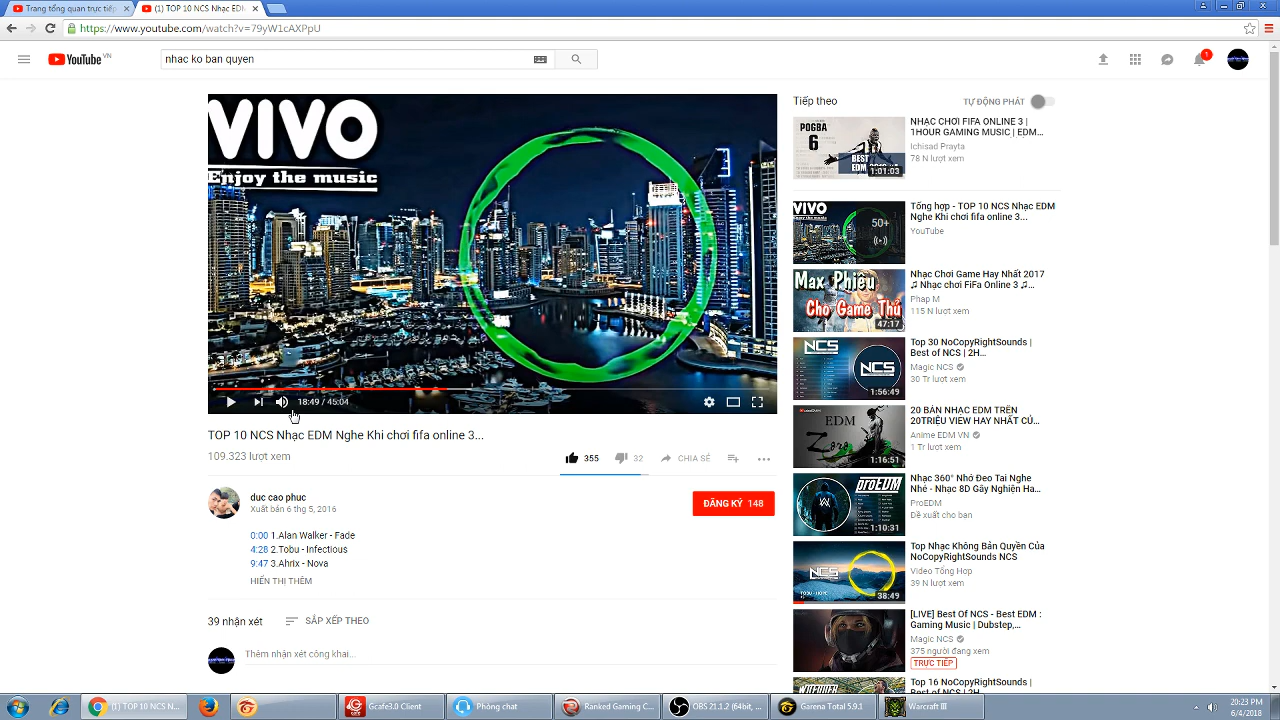 Trang tổng quan trực tiếp
(1) TOP 10 NCS Nhạc EDM
https://www.youtube.com/watch?v=79yW1cAXPpU
YouTube VN
nhac ko ban quyen
1
VIVO
Enjoy the music
18:49 / 45:04
TOP 10 NCS Nhạc EDM Nghe Khi chơi fifa online 3...
109.323 lượt xem
355
32
CHIA SẺ
duc cao phuc
Xuất bản 6 thg 5, 2016
ĐĂNG KÝ 148
0:00 1.Alan Walker - Fade
4:28 2.Tobu - Infectious
9:47 3.Ahrix - Nova
HIỂN THỊ THÊM
39 nhận xét
SẮP XẾP THEO
Thêm nhận xét công khai...
Tiếp theo
TỰ ĐỘNG PHÁT
POGBA
6
BEST
1:01:03
NHẠC CHƠI FIFA ONLINE 3 |
1HOUR GAMING MUSIC | EDM...
Ichisad Prayta
78 N lượt xem
VIVO
Enjoy the music
50+
Tổng hợp - TOP 10 NCS Nhạc EDM
Nghe Khi chơi fifa online 3...
YouTube
Max Phiêu
Cho Game Thủ
47:17
Nhạc Chơi Game Hay Nhất 2017
♫ Nhạc chơi FiFa Online 3 ♫...
Phap M
115 N lượt xem
NCS
NCS
1:56:49
Top 30 NoCopyRightSounds |
Best of NCS | 2H...
Magic NCS
30 Tr lượt xem
EDM
1:16:51
20 BẢN NHẠC EDM TRÊN
20TRIỆU VIEW HAY NHẤT CỦ...
Anime EDM VN
1 Tr lượt xem
proEDM
1:10:31
Nhạc 360° Nhớ Đeo Tai Nghe
Nhé - Nhạc 8D Gây Nghiện Ha...
ProEDM
Đề xuất cho bạn
NCS
TOBU - HOPE
38:49
Top Nhạc Không Bản Quyền Của
NoCopyRightSounds NCS
Video Tổng Hợp
39 N lượt xem
[LIVE] Best Of NCS - Best EDM :
Gaming Music | Dubstep,...
Magic NCS
375 người đang xem
TRỰC TIẾP
Top 16 NoCopyRightSounds |
(1) TOP 10 NCS N...
Gcafe3.0 Client
Phòng chat
Ranked Gaming C...
OBS 21.1.2 (64bit, ...
Garena Total 5.9.1
Warcraft III
20:23 PM
6/4/2018